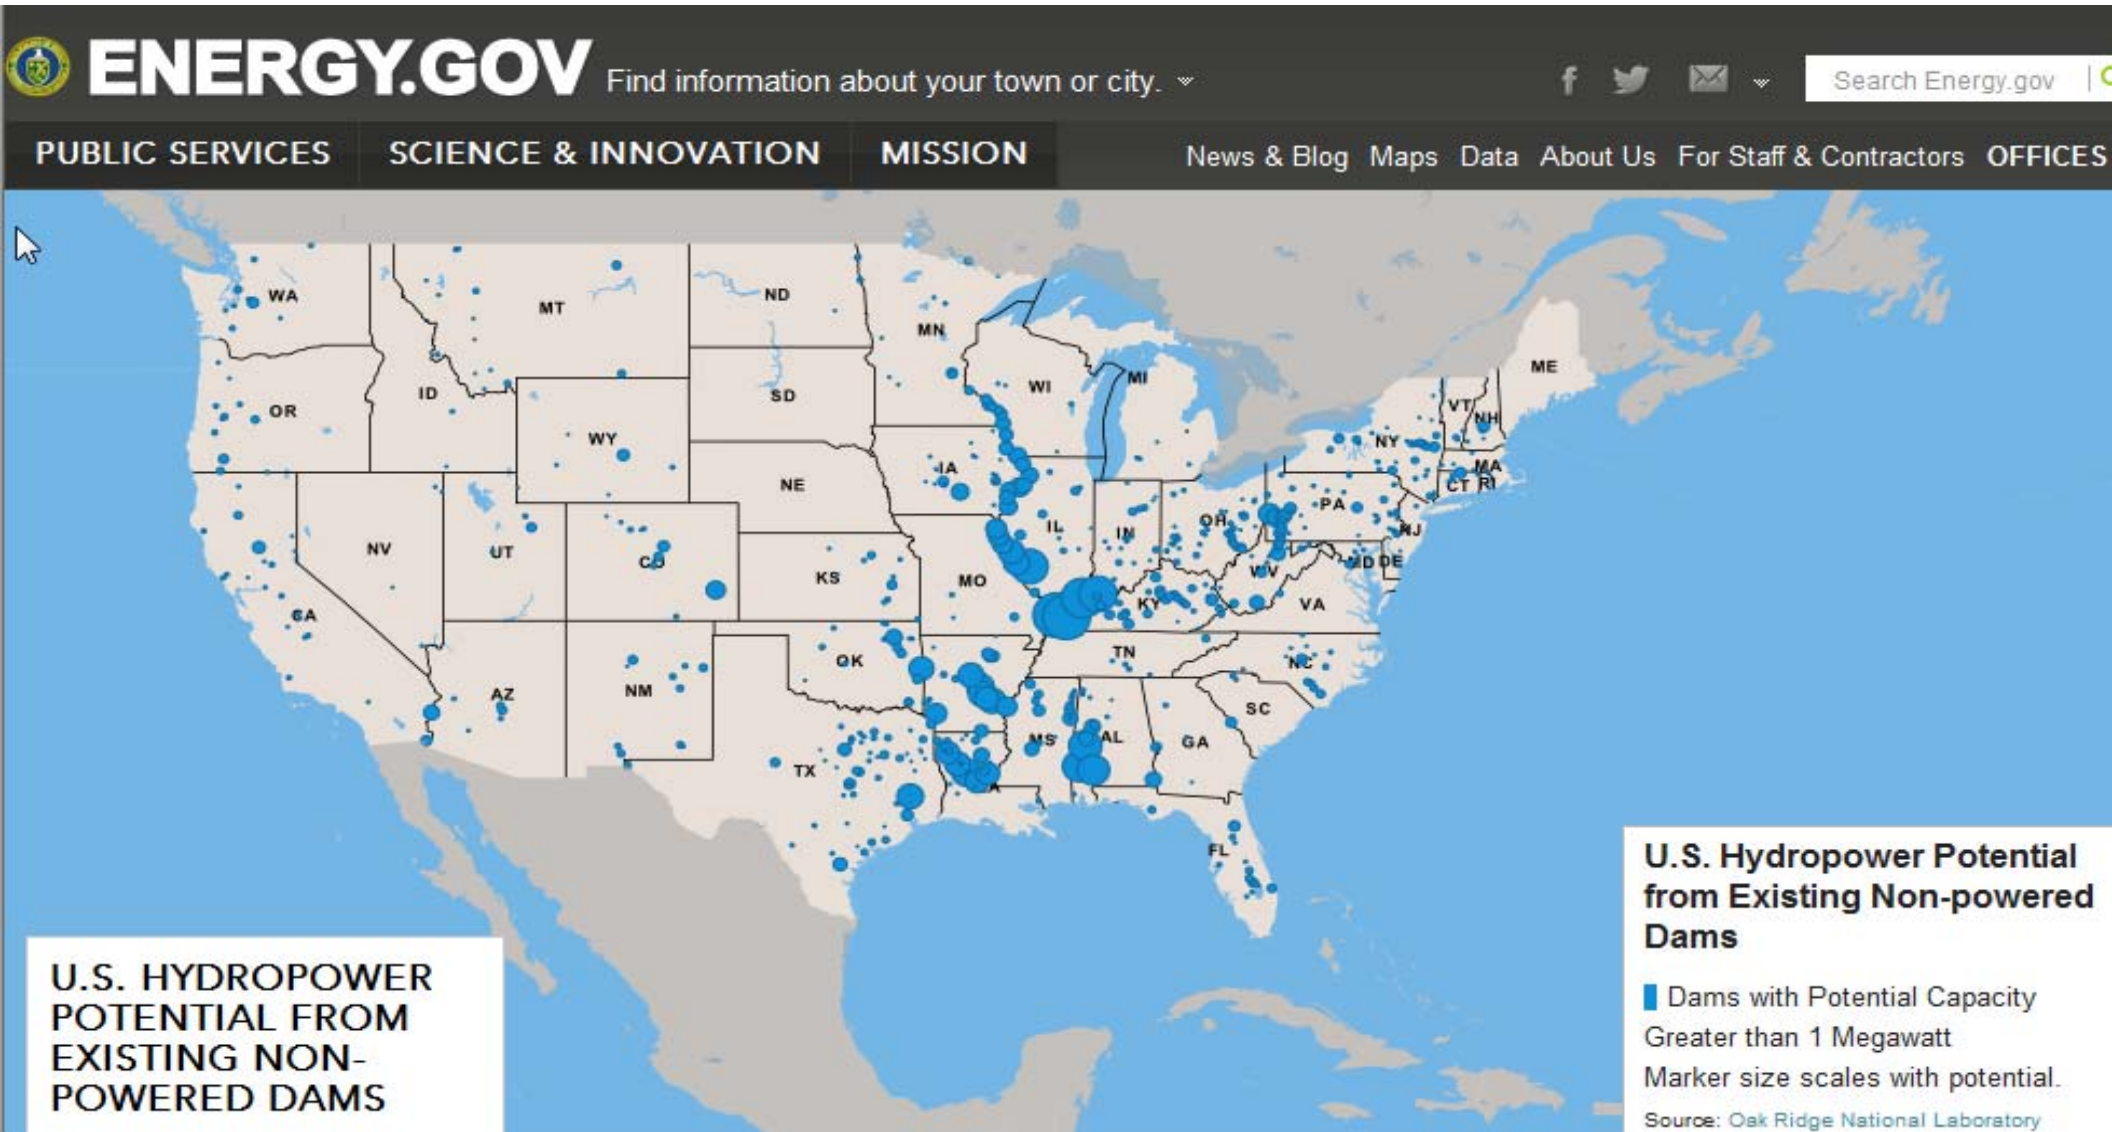 ENERGY.GOV Find information about your town or city.
Search Energy.gov
PUBLIC SERVICES SCIENCE & INNOVATION MISSION News & Blog Maps Data About Us For Staff & Contractors OFFICES
WA
MT
ND
MN
OR
ID
SD
WI
MI
ME
VT
NH
WY
NY
IA
MA
CT RI
NE
PA
NV
UT
CO
IL
IN
OH
NJ
KS
MO
WV
MD DE
CA
KY
VA
OK
TN
NC
AZ
NM
SC
MS
AL
GA
TX
FL
U.S. HYDROPOWER
POTENTIAL FROM
EXISTING NON-
POWERED DAMS
U.S. Hydropower Potential
from Existing Non-powered
Dams
Dams with Potential Capacity
Greater than 1 Megawatt
Marker size scales with potential.
Source: Oak Ridge National Laboratory